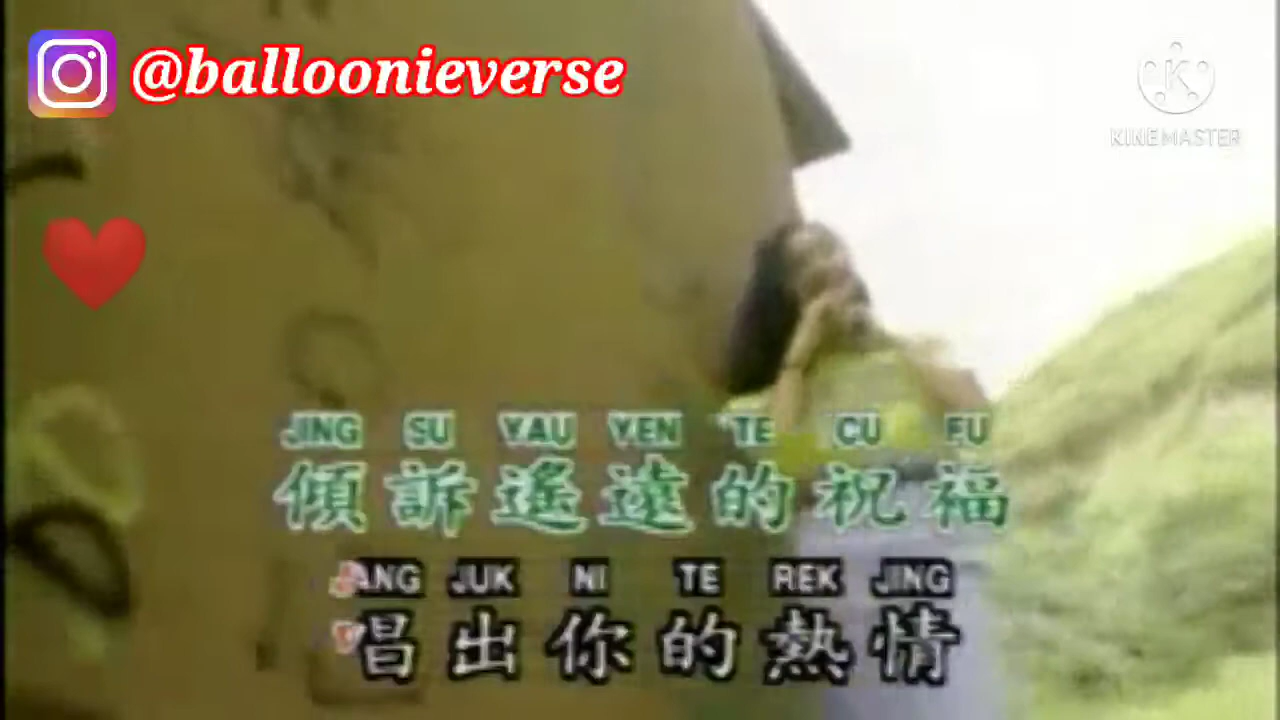 @balloonieverse
K
KINEMASTER
JING SU YAU YEN TE CU FU
傾訴遙遠的祝福
ANG JUK NI TE REK JING
唱出你的熱情